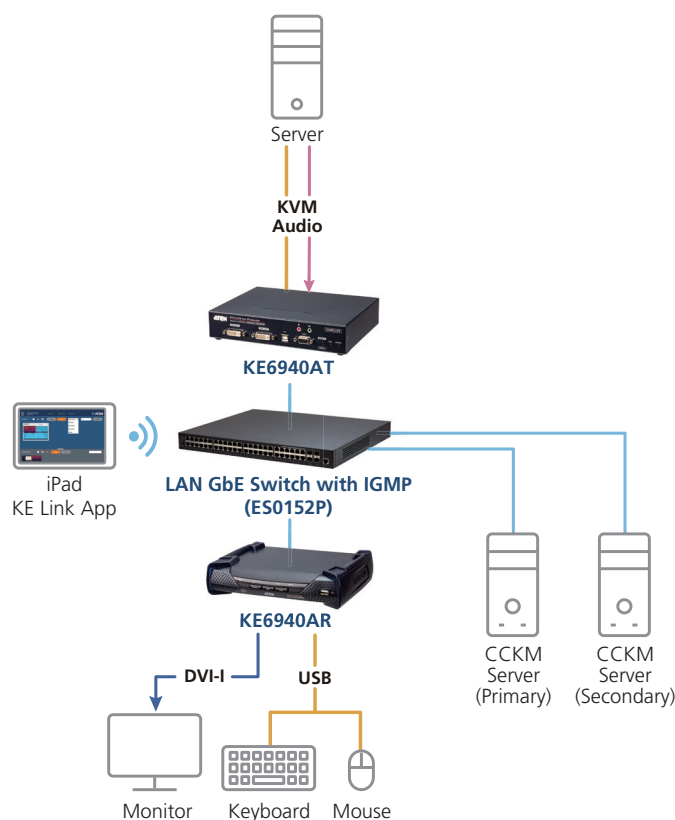 Server
KVM
Audio
ATEN
KE6940AT
iPad
KE Link App
LAN GbE Switch with IGMP
(ES0152P)
KE6940AR
CCKM
Server
(Primary)
CCKM
Server
(Secondary)
DVI-I
USB
Monitor
Keyboard
Mouse